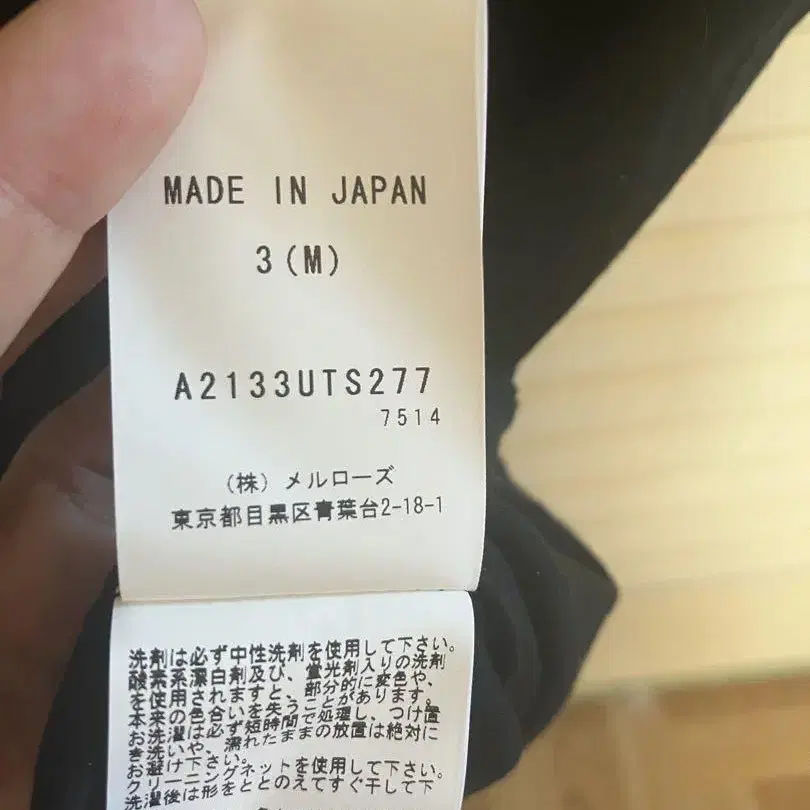 MADE IN JAPAN
3(M)
A2133UTS277
7514
(株)メルローズ
東京都目黒区青葉台2-18-1
洗剤は必ず中性洗剤を使用して下さい。
酸素系漂白剤及び、蛍光剤入りの洗剤
を使用されますと、部分的に変色や、
本来の色合いを失うことがあります。
お洗濯は必ず短時間で処理し、つけ置
き洗いや、濡れたままの放置は絶対に
お避け下さい。
クリーニングネットを使用して下さい。
洗濯後は形をととのえてすぐ干して下